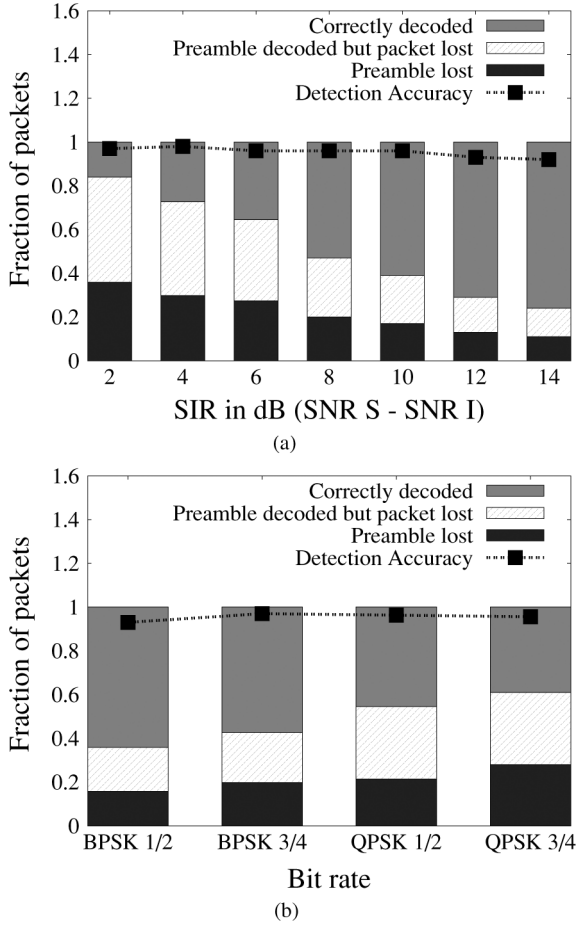 1.6
Correctly decoded
1.4
Preamble decoded but packet lost
Preamble lost
1.2
Detection Accuracy
1
0.8
0.6
0.4
0.2
0
Fraction of packets
2 4 6 8 10 12 14
SIR in dB (SNR S - SNR I)
(a)
1.6
Correctly decoded
1.4
Preamble decoded but packet lost
Preamble lost
1.2
Detection Accuracy
1
0.8
0.6
0.4
0.2
0
Fraction of packets
BPSK 1/2 BPSK 3/4 QPSK 1/2 QPSK 3/4
Bit rate
(b)